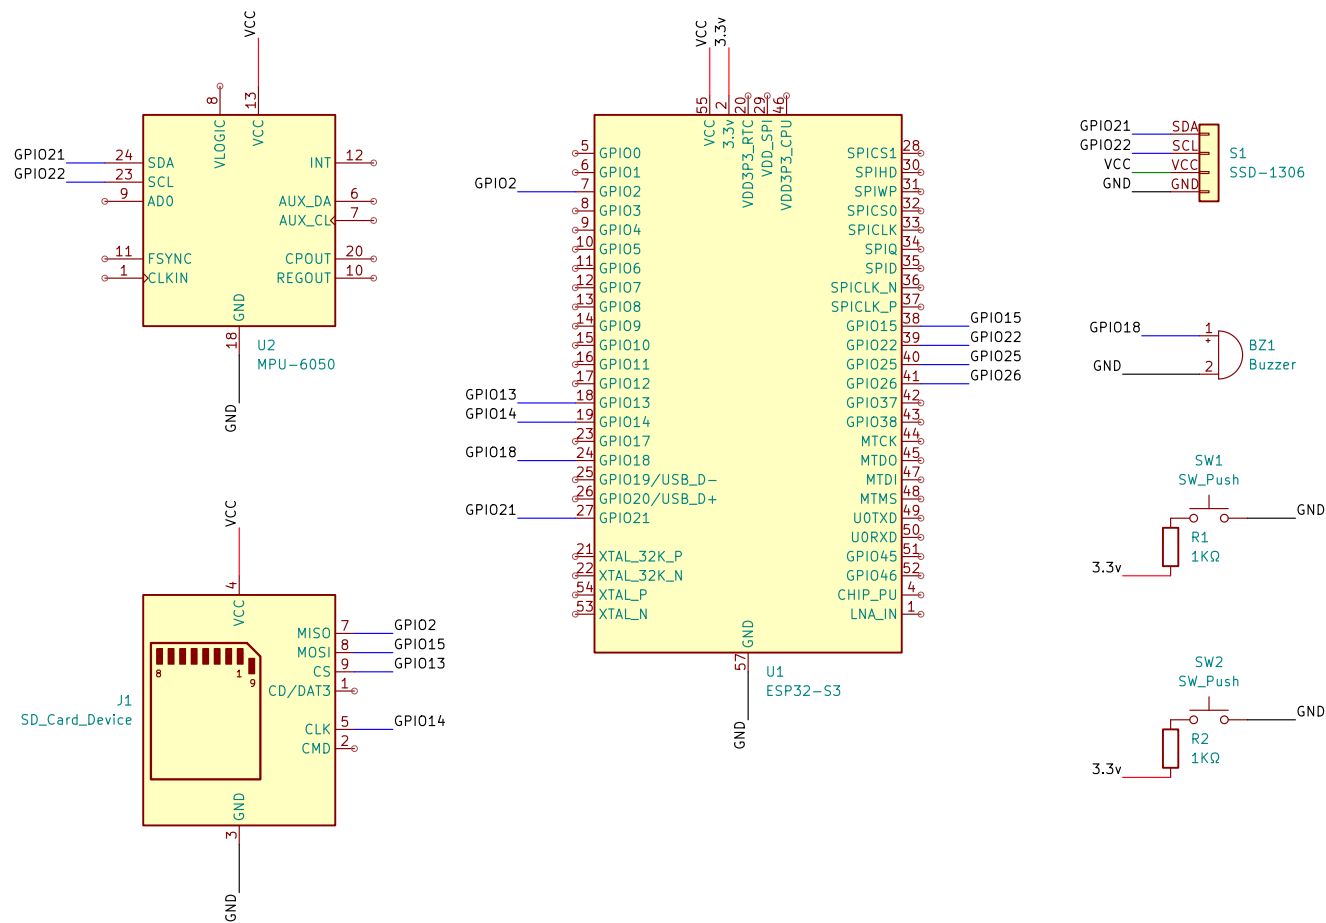 VCC
8
13
VLOGIC
VCC
GPIO21
24
SDA
GPIO22
23
SCL
9
AD0
11
FSYNC
1
CLKIN
INT
12
AUX_DA
6
AUX_CL
7
CPOUT
20
REGOUT
10
GND
18
GND
U2
MPU-6050
VCC
4
VCC
MISO
7
GPIO2
MOSI
8
GPIO15
CS
9
GPIO13
CD/DAT3
1
CLK
5
GPIO14
CMD
2
8
1
9
J1
SD_Card_Device
GND
3
GND
VCC
3.3v
55
2
20
29
46
VCC
3.3v
VDD3P3_RTC
VDD_SPI
VDD3P3_CPU
5
GPIO0
6
GPIO1
GPIO2
7
GPIO2
8
GPIO3
9
GPIO4
10
GPIO5
11
GPIO6
12
GPIO7
13
GPIO8
14
GPIO9
15
GPIO10
16
GPIO11
17
GPIO12
GPIO13
18
GPIO13
GPIO14
19
GPIO14
23
GPIO17
GPIO18
24
GPIO18
25
GPIO19/USB_D-
26
GPIO20/USB_D+
GPIO21
27
GPIO21
21
XTAL_32K_P
22
XTAL_32K_N
54
XTAL_P
53
XTAL_N
SPICS1
28
SPIHD
30
SPIWP
31
SPICS0
32
SPICLK
33
SPIQ
34
SPID
35
SPICLK_N
36
SPICLK_P
37
GPIO15
38
GPIO15
GPIO22
39
GPIO22
GPIO25
40
GPIO25
GPIO26
41
GPIO26
GPIO37
42
GPIO38
43
MTCK
44
MTDO
45
MTDI
47
MTMS
48
U0TXD
49
U0RXD
50
GPIO45
51
GPIO46
52
CHIP_PU
4
LNA_IN
1
GND
57
GND
U1
ESP32-S3
GPIO21
SDA
GPIO22
SCL
VCC
VCC
GND
GND
S1
SSD-1306
GPIO18
1
+
GND
2
BZ1
Buzzer
SW1
SW_Push
GND
R1
1KΩ
3.3v
SW2
SW_Push
GND
R2
1KΩ
3.3v